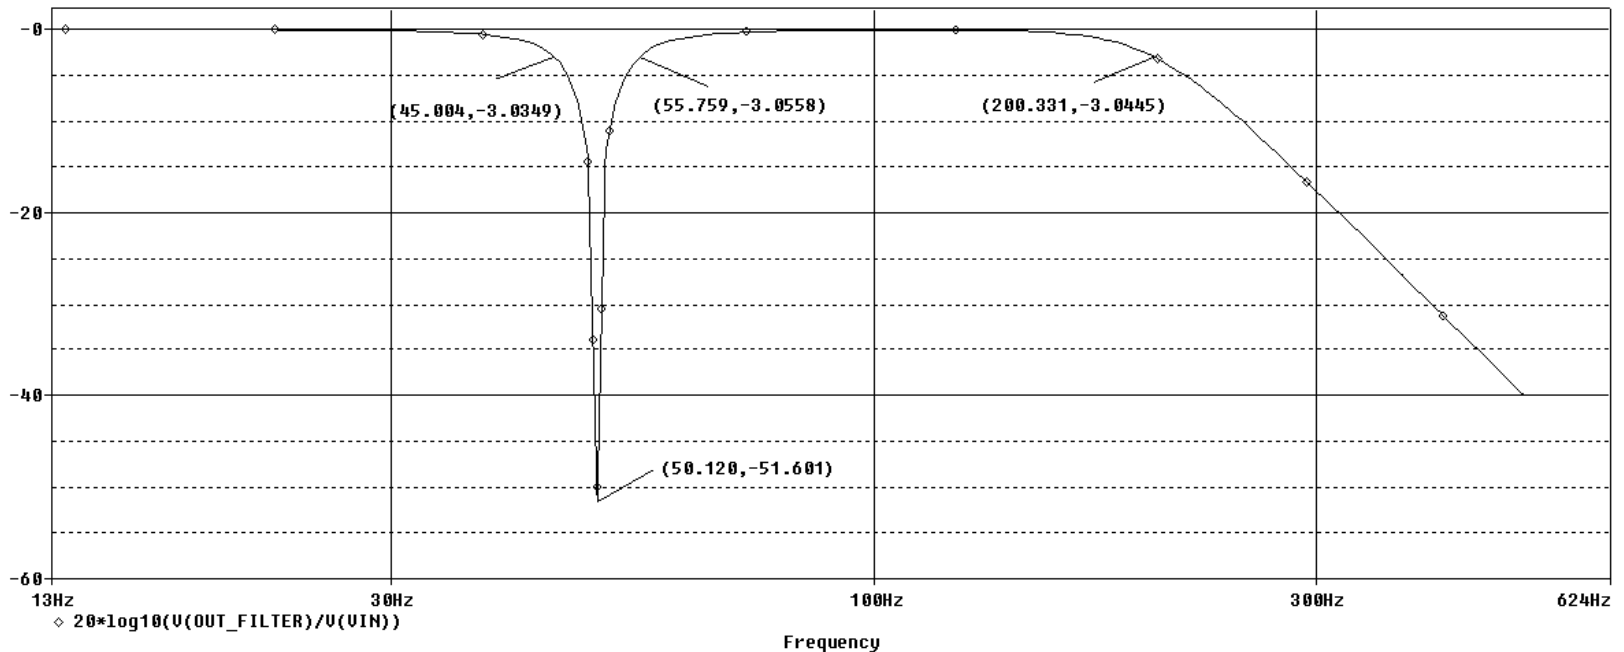 -0
(45.004,-3.0349)
(55.759,-3.0558)
(200.331,-3.0445)
-20
-40
(50.120,-51.601)
-60
13Hz
30Hz
100Hz
300Hz
624Hz
20*log10(V(OUT_FILTER)/V(VIN))
Frequency